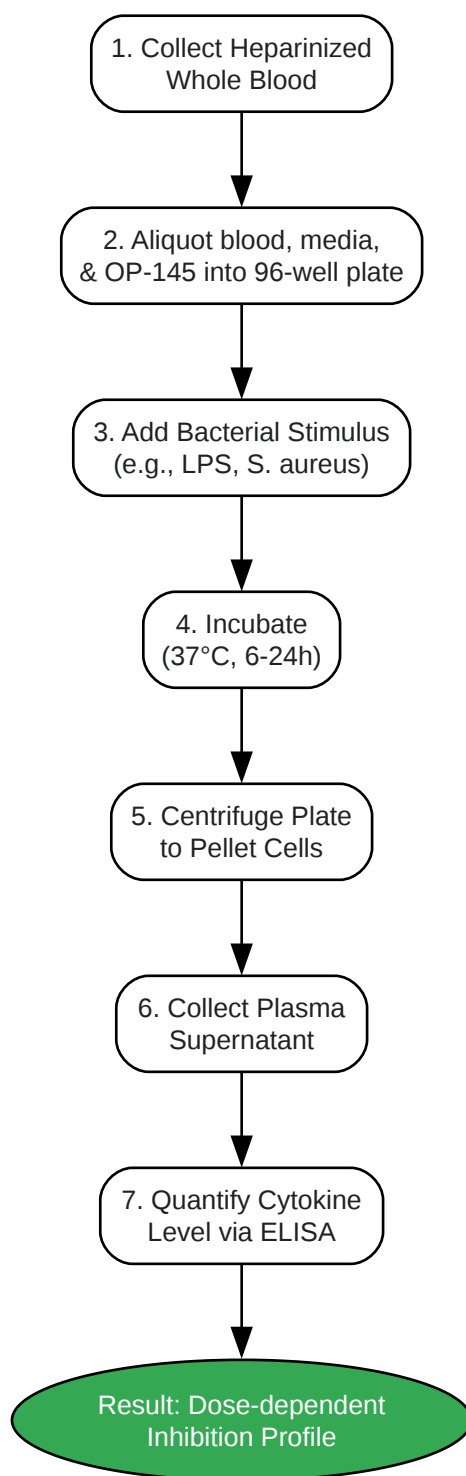 1. Collect Heparinized
Whole Blood
2. Aliquot blood, media,
& OP-145 into 96-well plate
3. Add Bacterial Stimulus
(e.g., LPS, S. aureus)
4. Incubate
(37°C, 6-24h)
5. Centrifuge Plate
to Pellet Cells
6. Collect Plasma
Supernatant
7. Quantify Cytokine
Level via ELISA
Result: Dose-dependent
Inhibition Profile